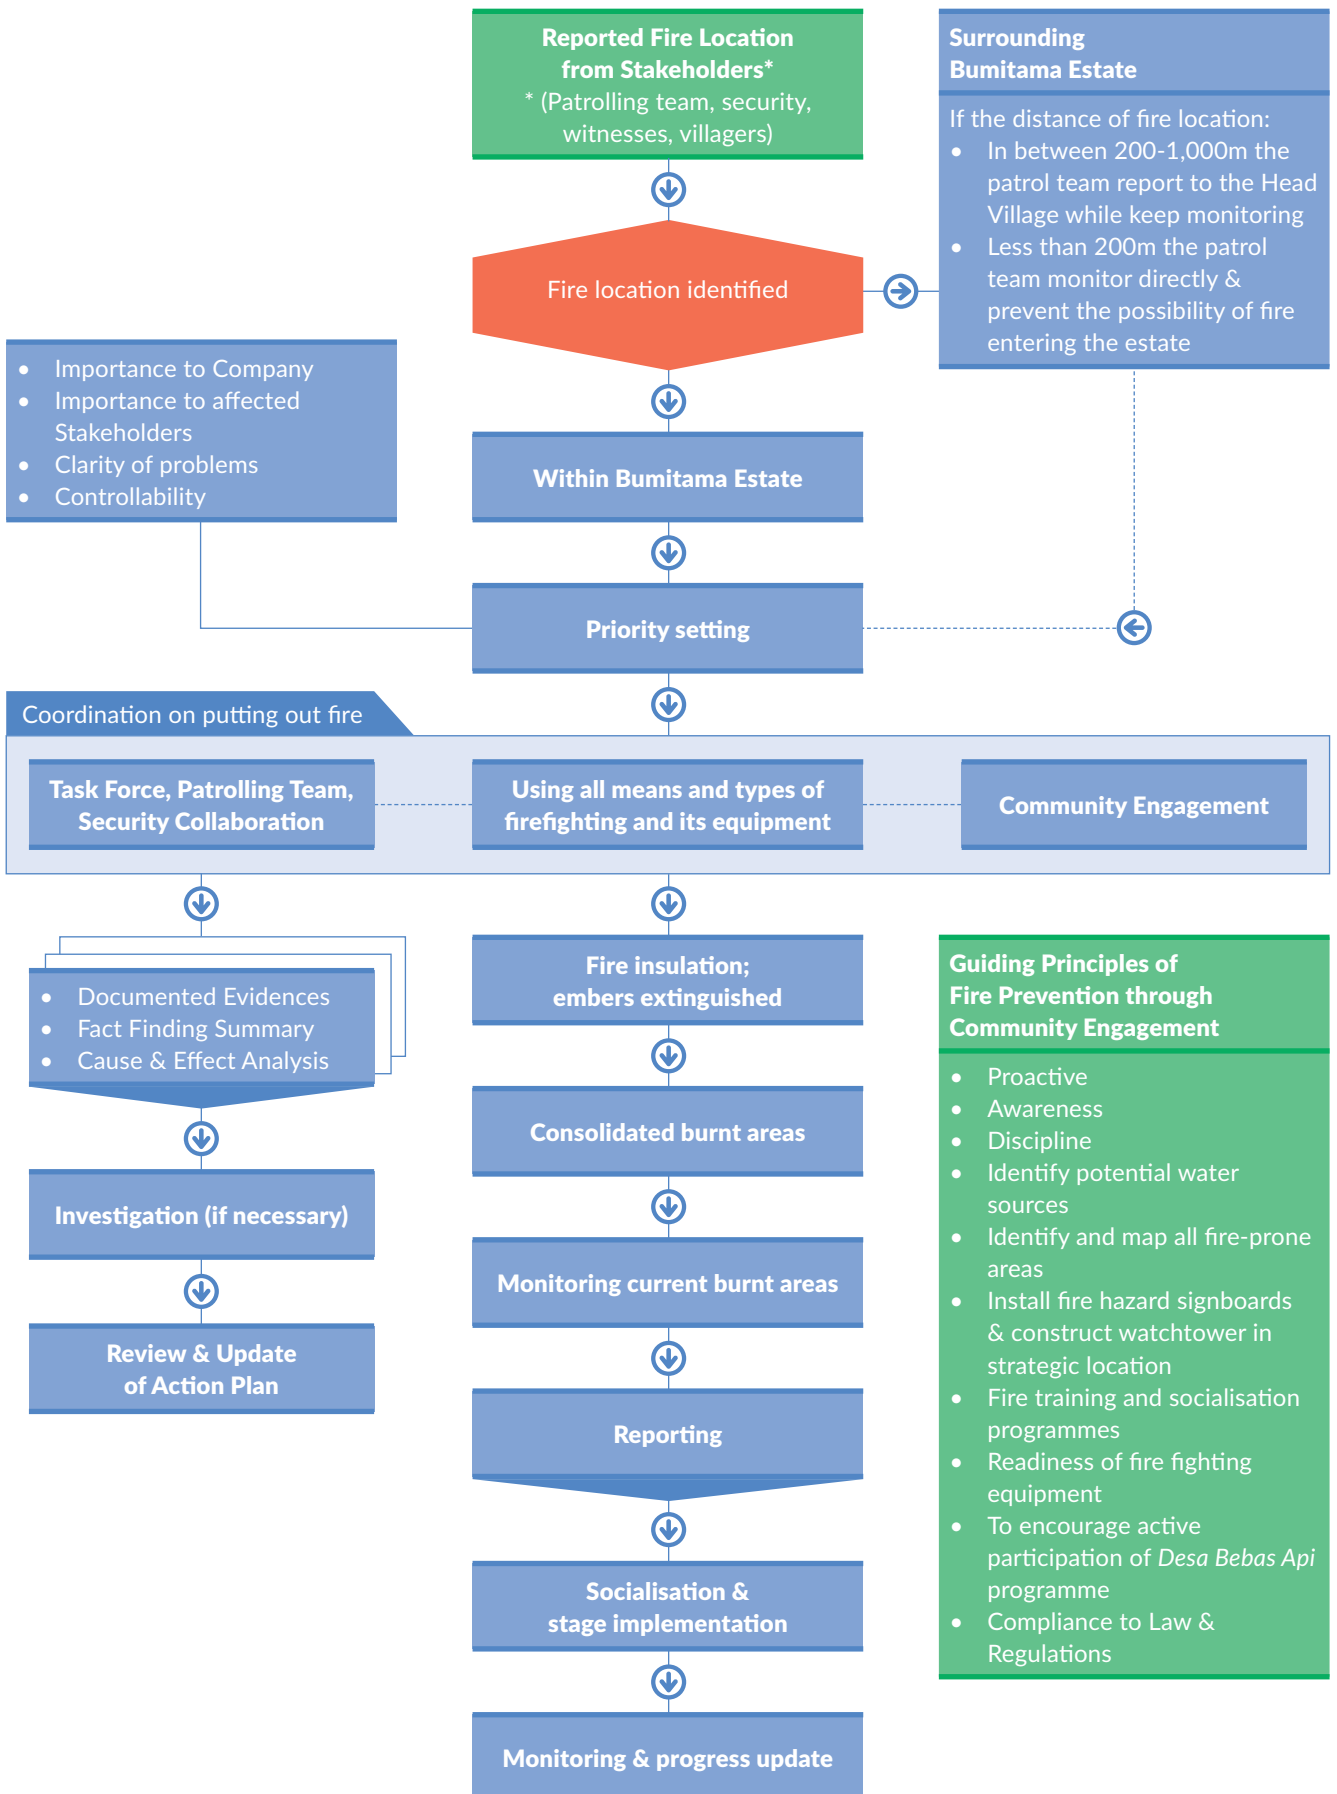 Reported Fire Location
from Stakeholders*
* (Patrolling team, security,
witnesses, villagers)
Surrounding
Bumitama Estate
If the distance of fire location:
• In between 200-1,000m the
patrol team report to the Head
Village while keep monitoring
• Less than 200m the patrol
team monitor directly &
prevent the possibility of fire
entering the estate
Fire location identified
• Importance to Company
• Importance to affected
Stakeholders
• Clarity of problems
• Controllability
Within Bumitama Estate
Priority setting
Coordination on putting out fire
Task Force, Patrolling Team,
Security Collaboration
Using all means and types of
firefighting and its equipment
Community Engagement
• Documented Evidences
• Fact Finding Summary
• Cause & Effect Analysis
Investigation (if necessary)
Review & Update
of Action Plan
Fire insulation;
embers extinguished
Consolidated burnt areas
Monitoring current burnt areas
Reporting
Socialisation &
stage implementation
Monitoring & progress update
Guiding Principles of
Fire Prevention through
Community Engagement
• Proactive
• Awareness
• Discipline
• Identify potential water
sources
• Identify and map all fire-prone
areas
• Install fire hazard signboards
& construct watchtower in
strategic location
• Fire training and socialisation
programmes
• Readiness of fire fighting
equipment
• To encourage active
participation of Desa Bebas Api
programme
• Compliance to Law &
Regulations